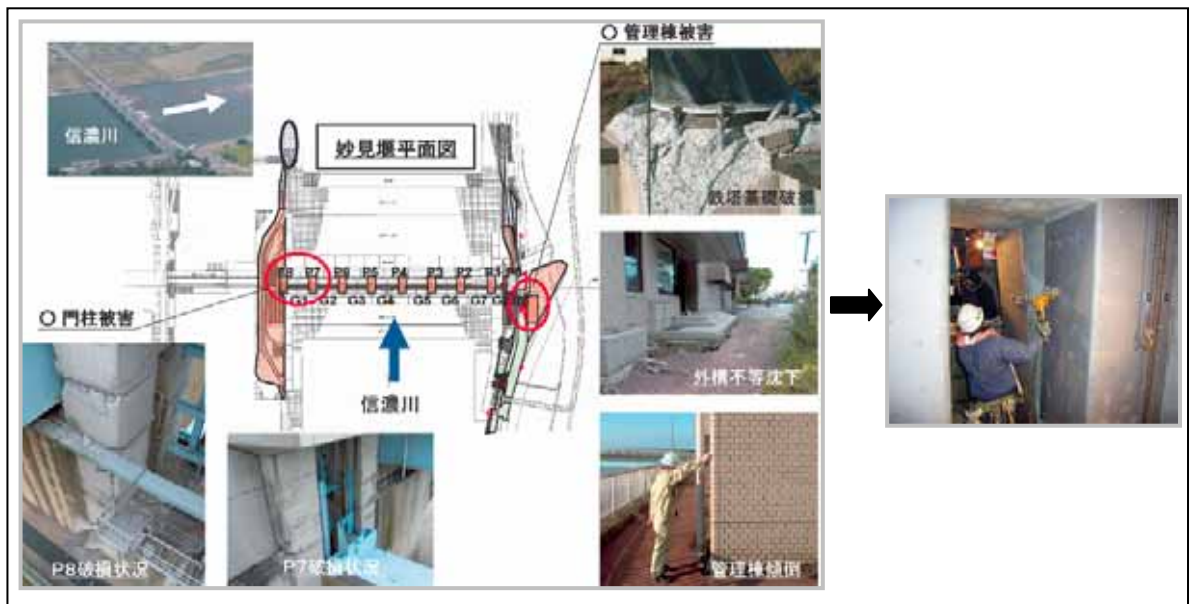 ○ 管理棟被害
信濃川
妙見堰平面図
鉄塔基礎破損
P8 P7 P6 P5 P4 P3 P2 P1
G1 G2 G3 G4 G5 G6 G7
○ 門柱被害
外構不等沈下
信濃川
P8破損状況
P7破損状況
管理棟傾倒